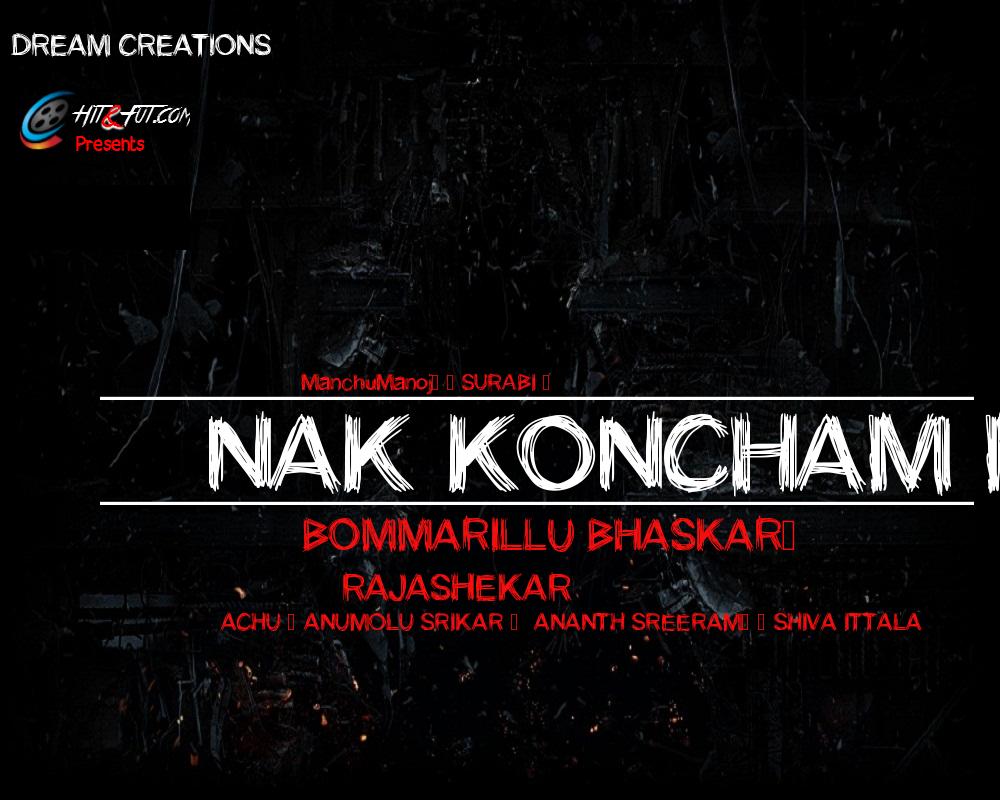 DREAM CREATIONS
HIT&FUT.COM
Presents
ManchuManoj SURABI
NAK KONCHAM
BOMMARILLU BHASKAR
RAJASHEKAR
ACHU ANUMOLU SRIKAR ANANTH SREERAM SHIVA ITTALA